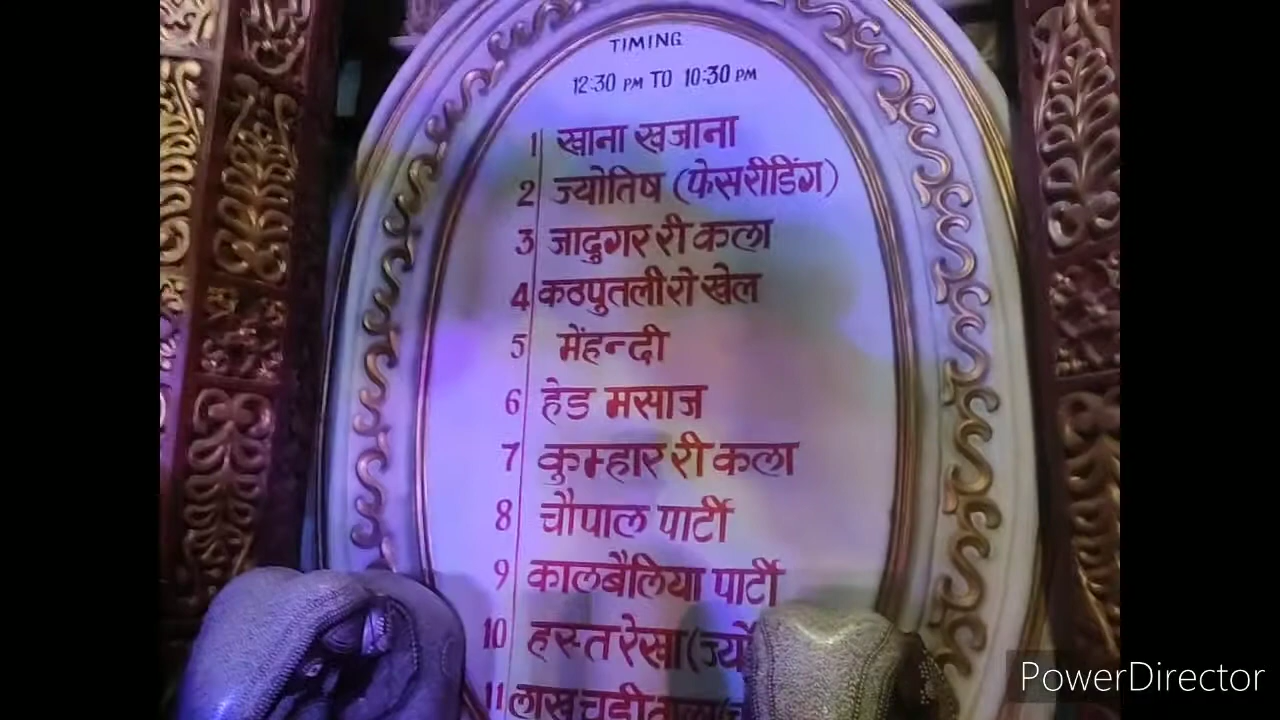 TIMING
12:30 PM TO 10:30 PM
1 खाना खजाना
2 ज्योतिष (फेसरीडिंग)
3 जादुगर री कला
4 कठपुतली रो खेल
5 मेंहन्दी
6 हेड मसाज
7 कुम्हार री कला
8 चौपाल पार्टी
9 कालबैलिया पार्टी
10 हस्तरेखा
11 लाख चुडी
PowerDirector